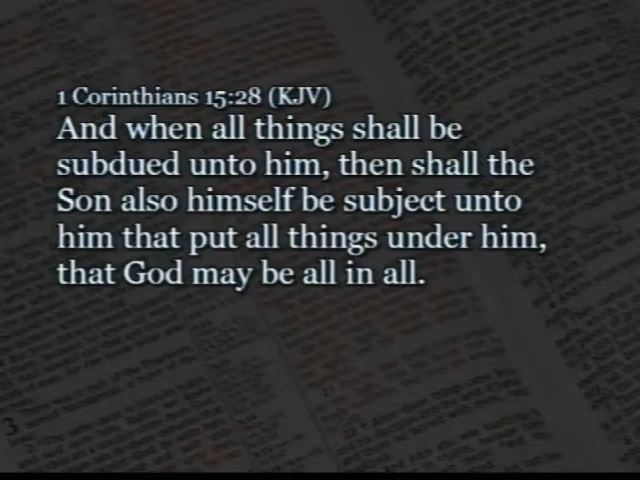 1 Corinthians 15:28 (KJV)
And when all things shall be
subdued unto him, then shall the
Son also himself be subject unto
him that put all things under him,
that God may be all in all.